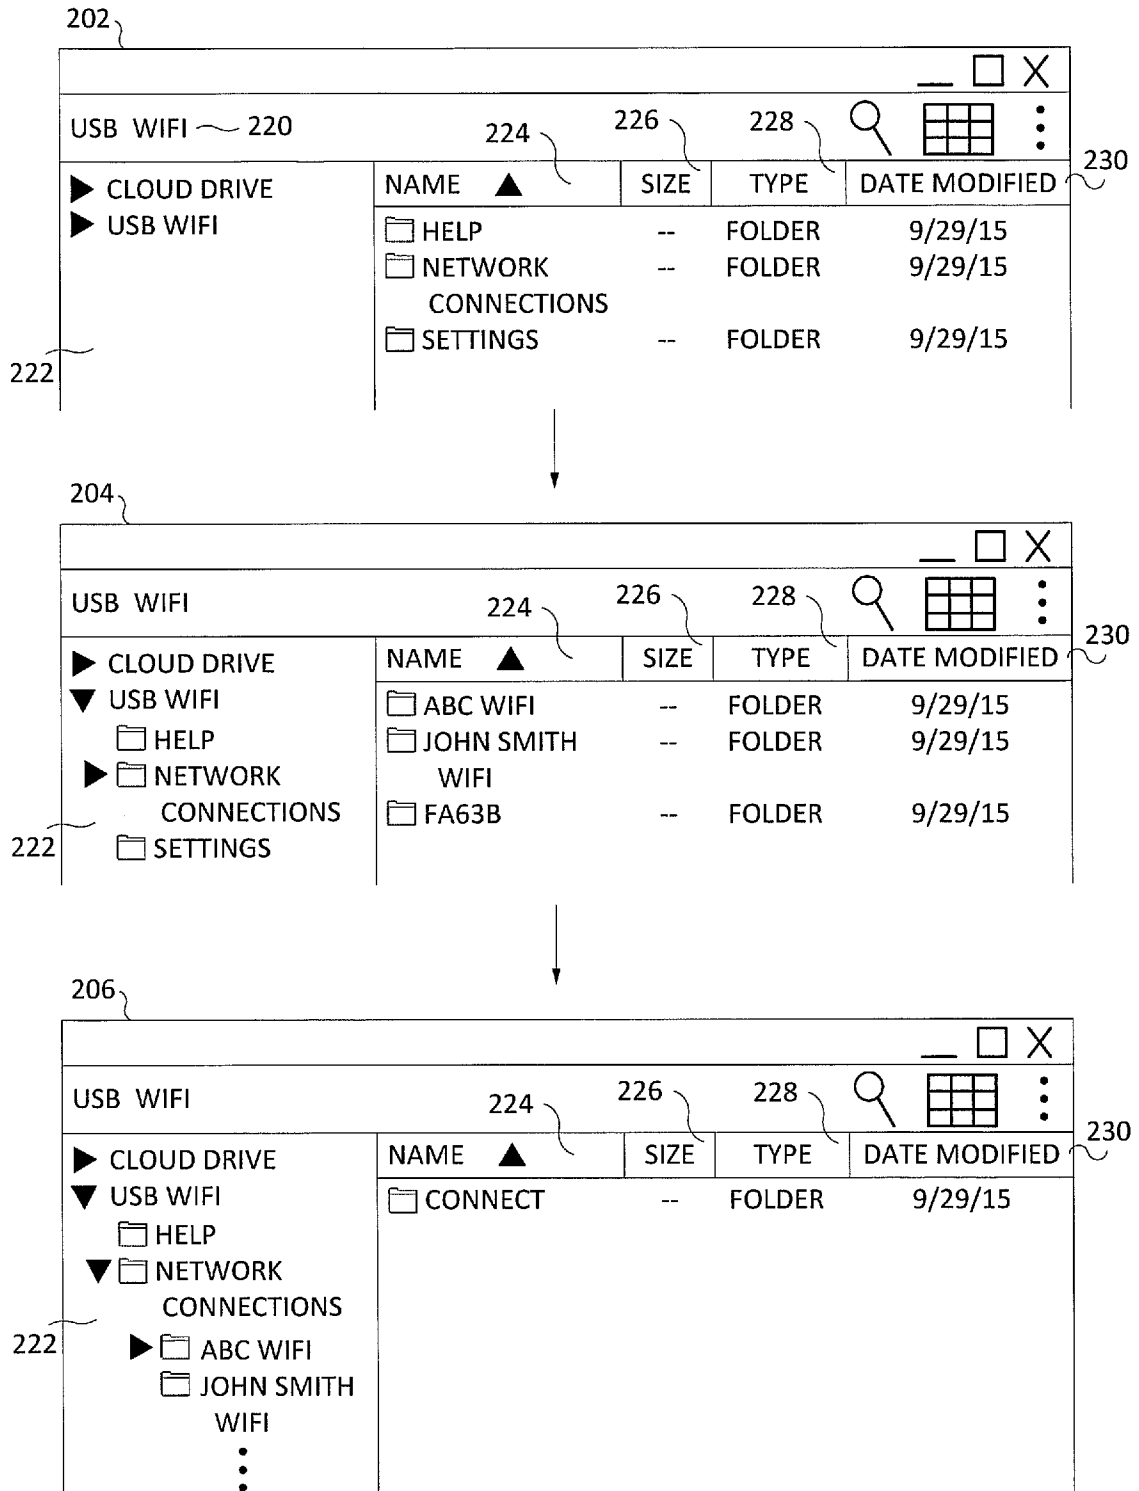 202
USB WIFI 220 224 226 228
230
CLOUD DRIVE NAME SIZE TYPE DATE MODIFIED
USB WIFI HELP -- FOLDER 9/29/15
NETWORK -- FOLDER 9/29/15
CONNECTIONS
SETTINGS -- FOLDER 9/29/15
222
204
USB WIFI 224 226 228
230
CLOUD DRIVE NAME SIZE TYPE DATE MODIFIED
USB WIFI ABC WIFI -- FOLDER 9/29/15
HELP JOHN SMITH -- FOLDER 9/29/15
NETWORK WIFI
CONNECTIONS FA63B -- FOLDER 9/29/15
222 SETTINGS
206
USB WIFI 224 226 228
230
CLOUD DRIVE NAME SIZE TYPE DATE MODIFIED
USB WIFI CONNECT -- FOLDER 9/29/15
HELP
NETWORK
CONNECTIONS
222 ABC WIFI
JOHN SMITH
WIFI